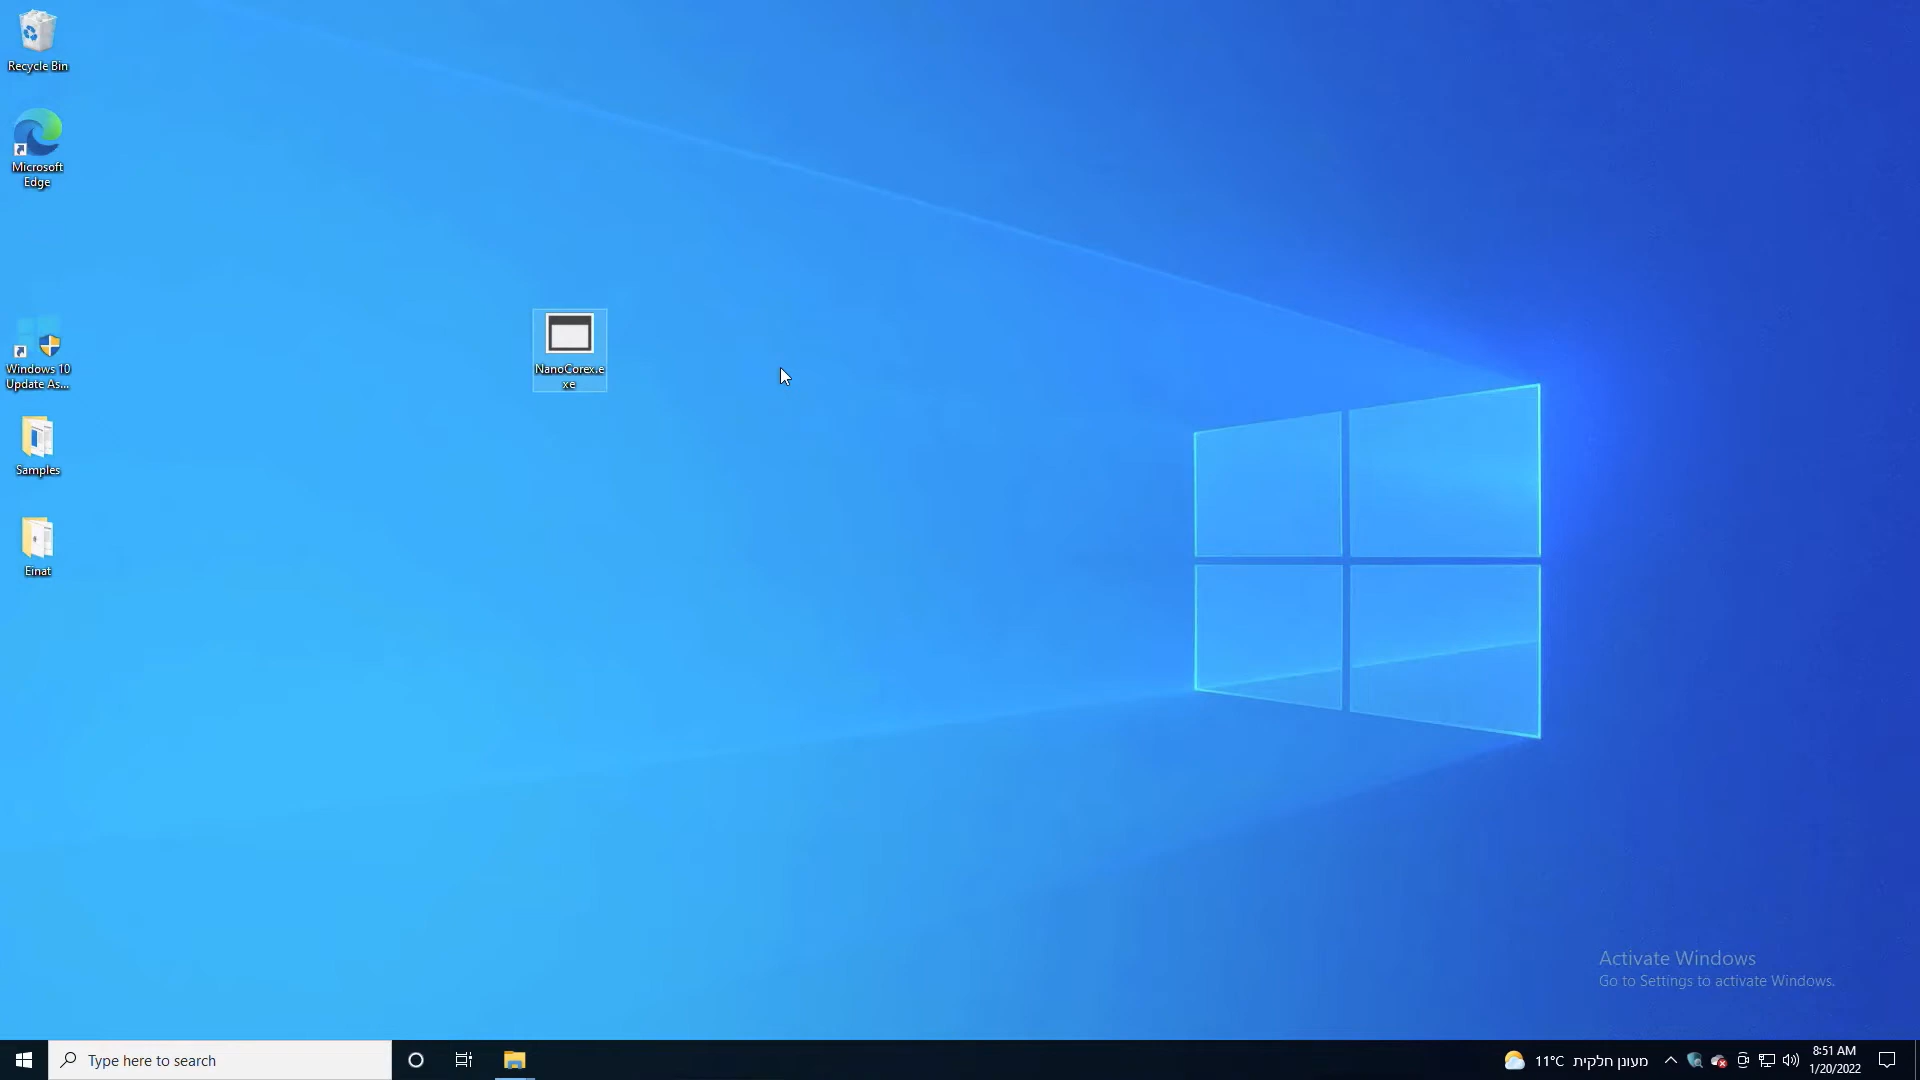 Recycle Bin
Microsoft
Edge
NanoCorex.e
xe
Windows 10
Update As...
Samples
Einat
Activate Windows
Go to Settings to activate Windows.
Type here to search
11°C מעונן חלקית
8:51 AM
1/20/2022